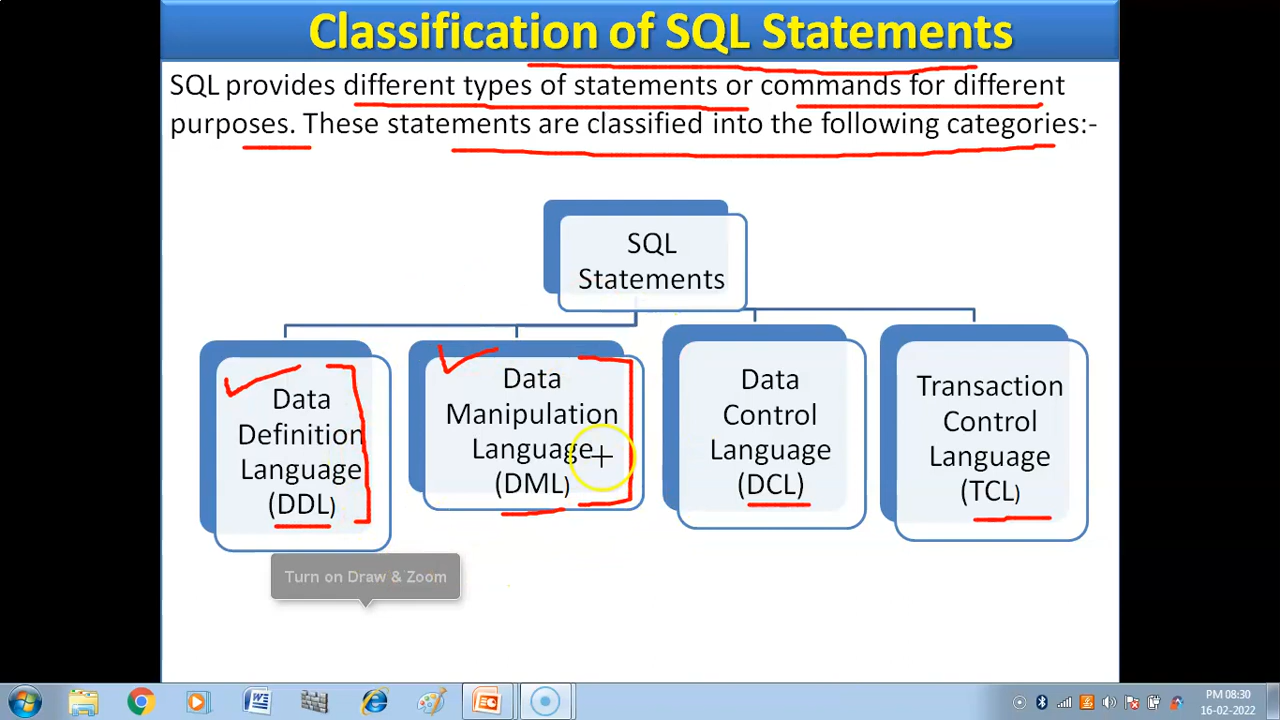 Classification of SQL Statements
SQL provides different types of statements or commands for different
purposes. These statements are classified into the following categories:-
SQL
Statements
Data
Definition
Language
(DDL)
Data
Manipulation
Language
(DML)
Data
Control
Language
(DCL)
Transaction
Control
Language
(TCL)
Turn on Draw & Zoom
PM 08:30
16-02-2022